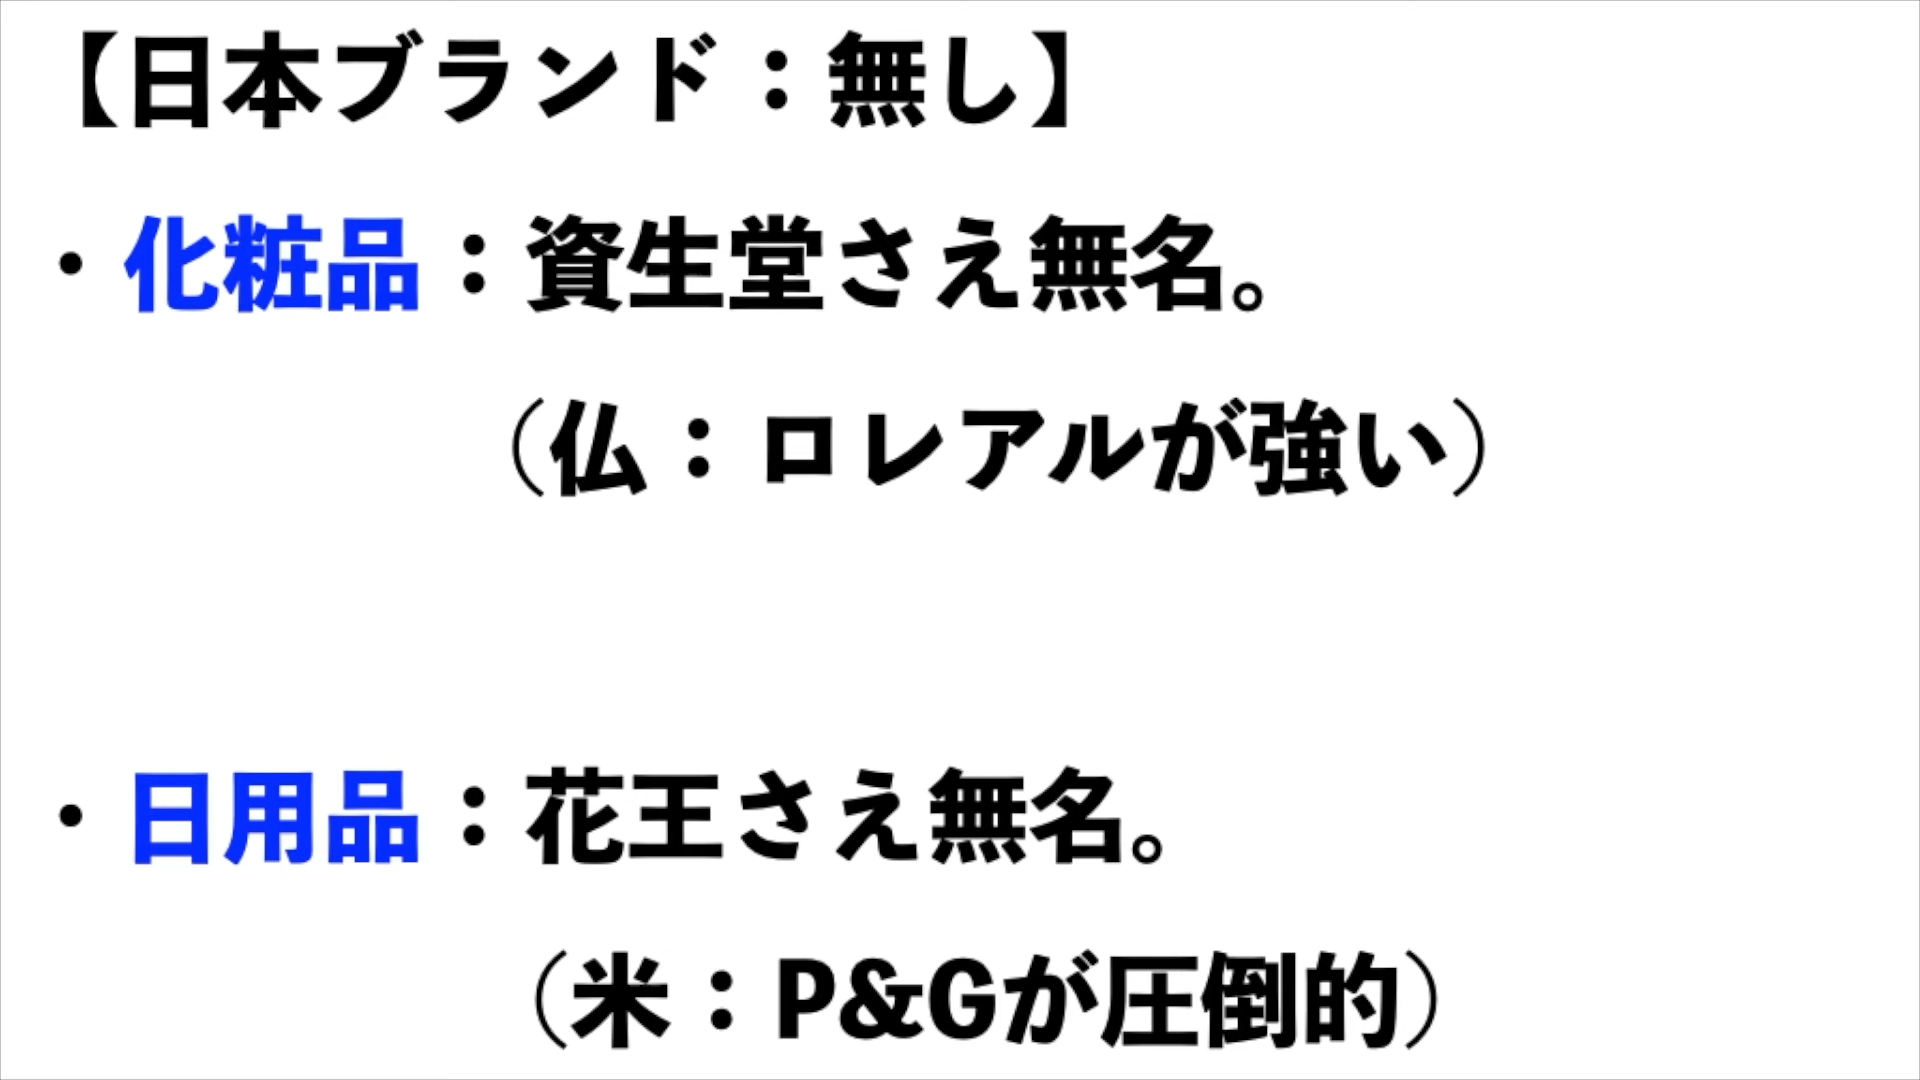 【日本ブランド：無し】
・化粧品：資生堂さえ無名。
（仏：ロレアルが強い）
・日用品：花王さえ無名。
（米：P&Gが圧倒的）